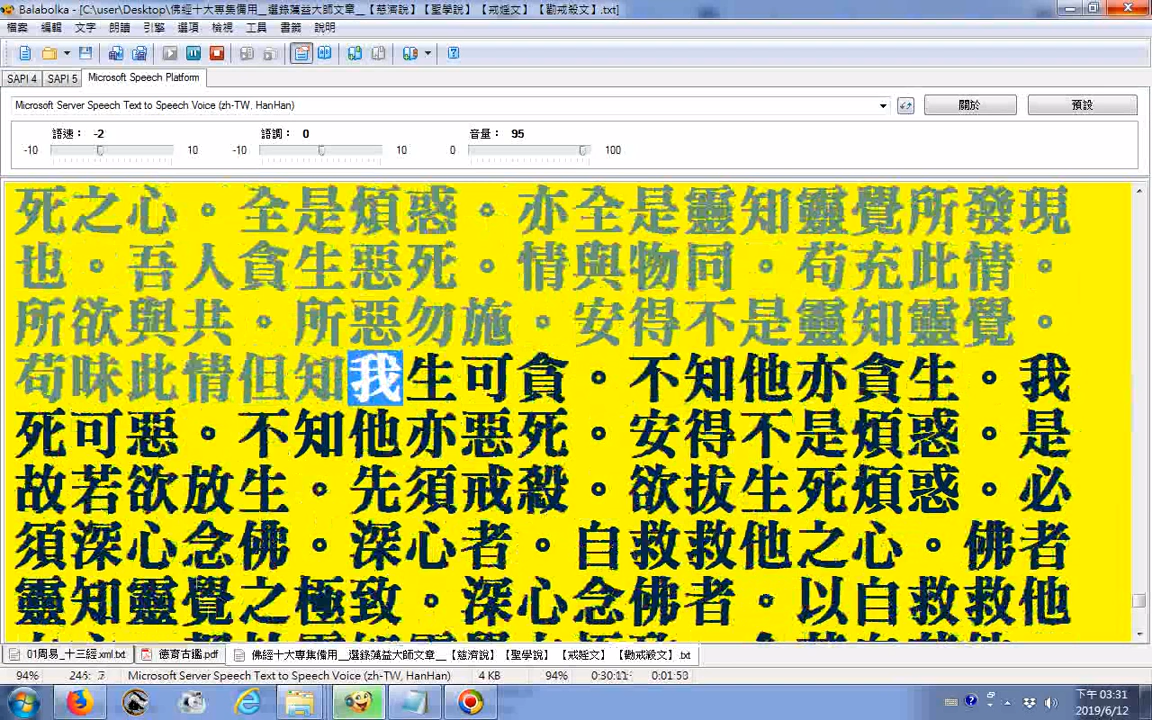 Balabolka - [C:\user\Desktop\佛經十大專集備用__選錄蕅益大師文章__【慈濟說】【聖學說】【戒婬文】【勸戒殺文】.txt]
檔案 編輯 文字 朗讀 引擎 選項 檢視 工具 書籤 說明
SAPI 4 SAPI 5 Microsoft Speech Platform
Microsoft Server Speech Text to Speech Voice (zh-TW, HanHan) 關於 預設
語速： -2 語調： 0 音量： 95
-10 10 -10 10 0 100
死之心。全是煩惑。亦全是靈知靈覺所發現
也。吾人貪生惡死。情與物同。苟充此情。
所欲與共。所惡勿施。安得不是靈知靈覺。
苟昧此情但知我生可貪。不知他亦貪生。我
死可惡。不知他亦惡死。安得不是煩惑。是
故若欲放生。先須戒殺。欲拔生死煩惑。必
須深心念佛。深心者。自救救他之心。佛者
靈知靈覺之極致。深心念佛者。以自救救他
01周易_十三經.xml.txt 德育古鑑.pdf 佛經十大專集備用__選錄蕅益大師文章__【慈濟說】【聖學說】【戒婬文】【勸戒殺文】.txt
94% Microsoft Server Speech Text to Speech Voice (zh-TW, HanHan) 4 KB 94% 0:30:11 0:01:53
下午 03:31
2019/6/12